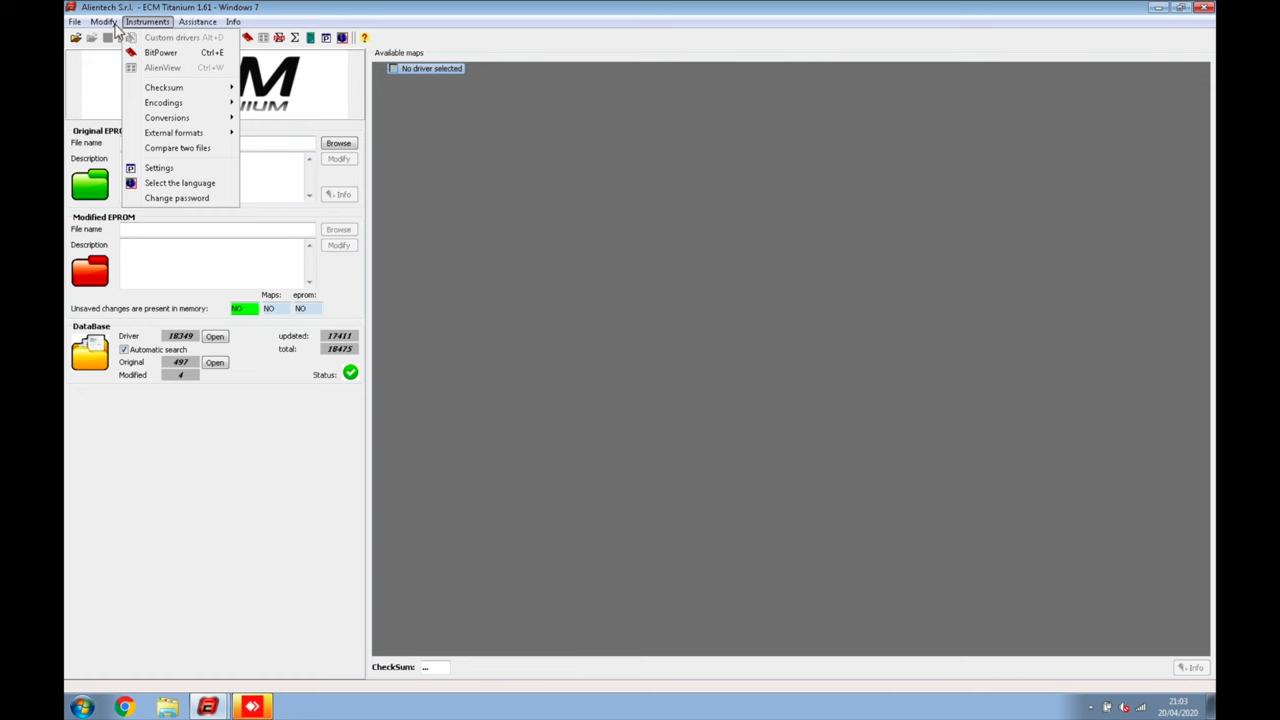 Alientech S.r.l. - ECM Titanium 1.61 - Windows 7
File Modify Instruments Assistance Info
Custom drivers Alt+D
BitPower Ctrl+E
AlienView Ctrl+W
Checksum
Encodings
Conversions
External formats
Compare two files
Settings
Select the language
Change password
Original EPR
File name
Browse
Description
Modify
Info
Modified EPROM
File name
Browse
Description
Modify
Maps: eprom:
Unsaved changes are present in memory: NO NO NO
DataBase
Driver 18349 Open updated: 17411
Automatic search total: 18475
Original 497 Open
Modified 4 Status:
Available maps
No driver selected
CheckSum: ...
Info
21:03
20/04/2020